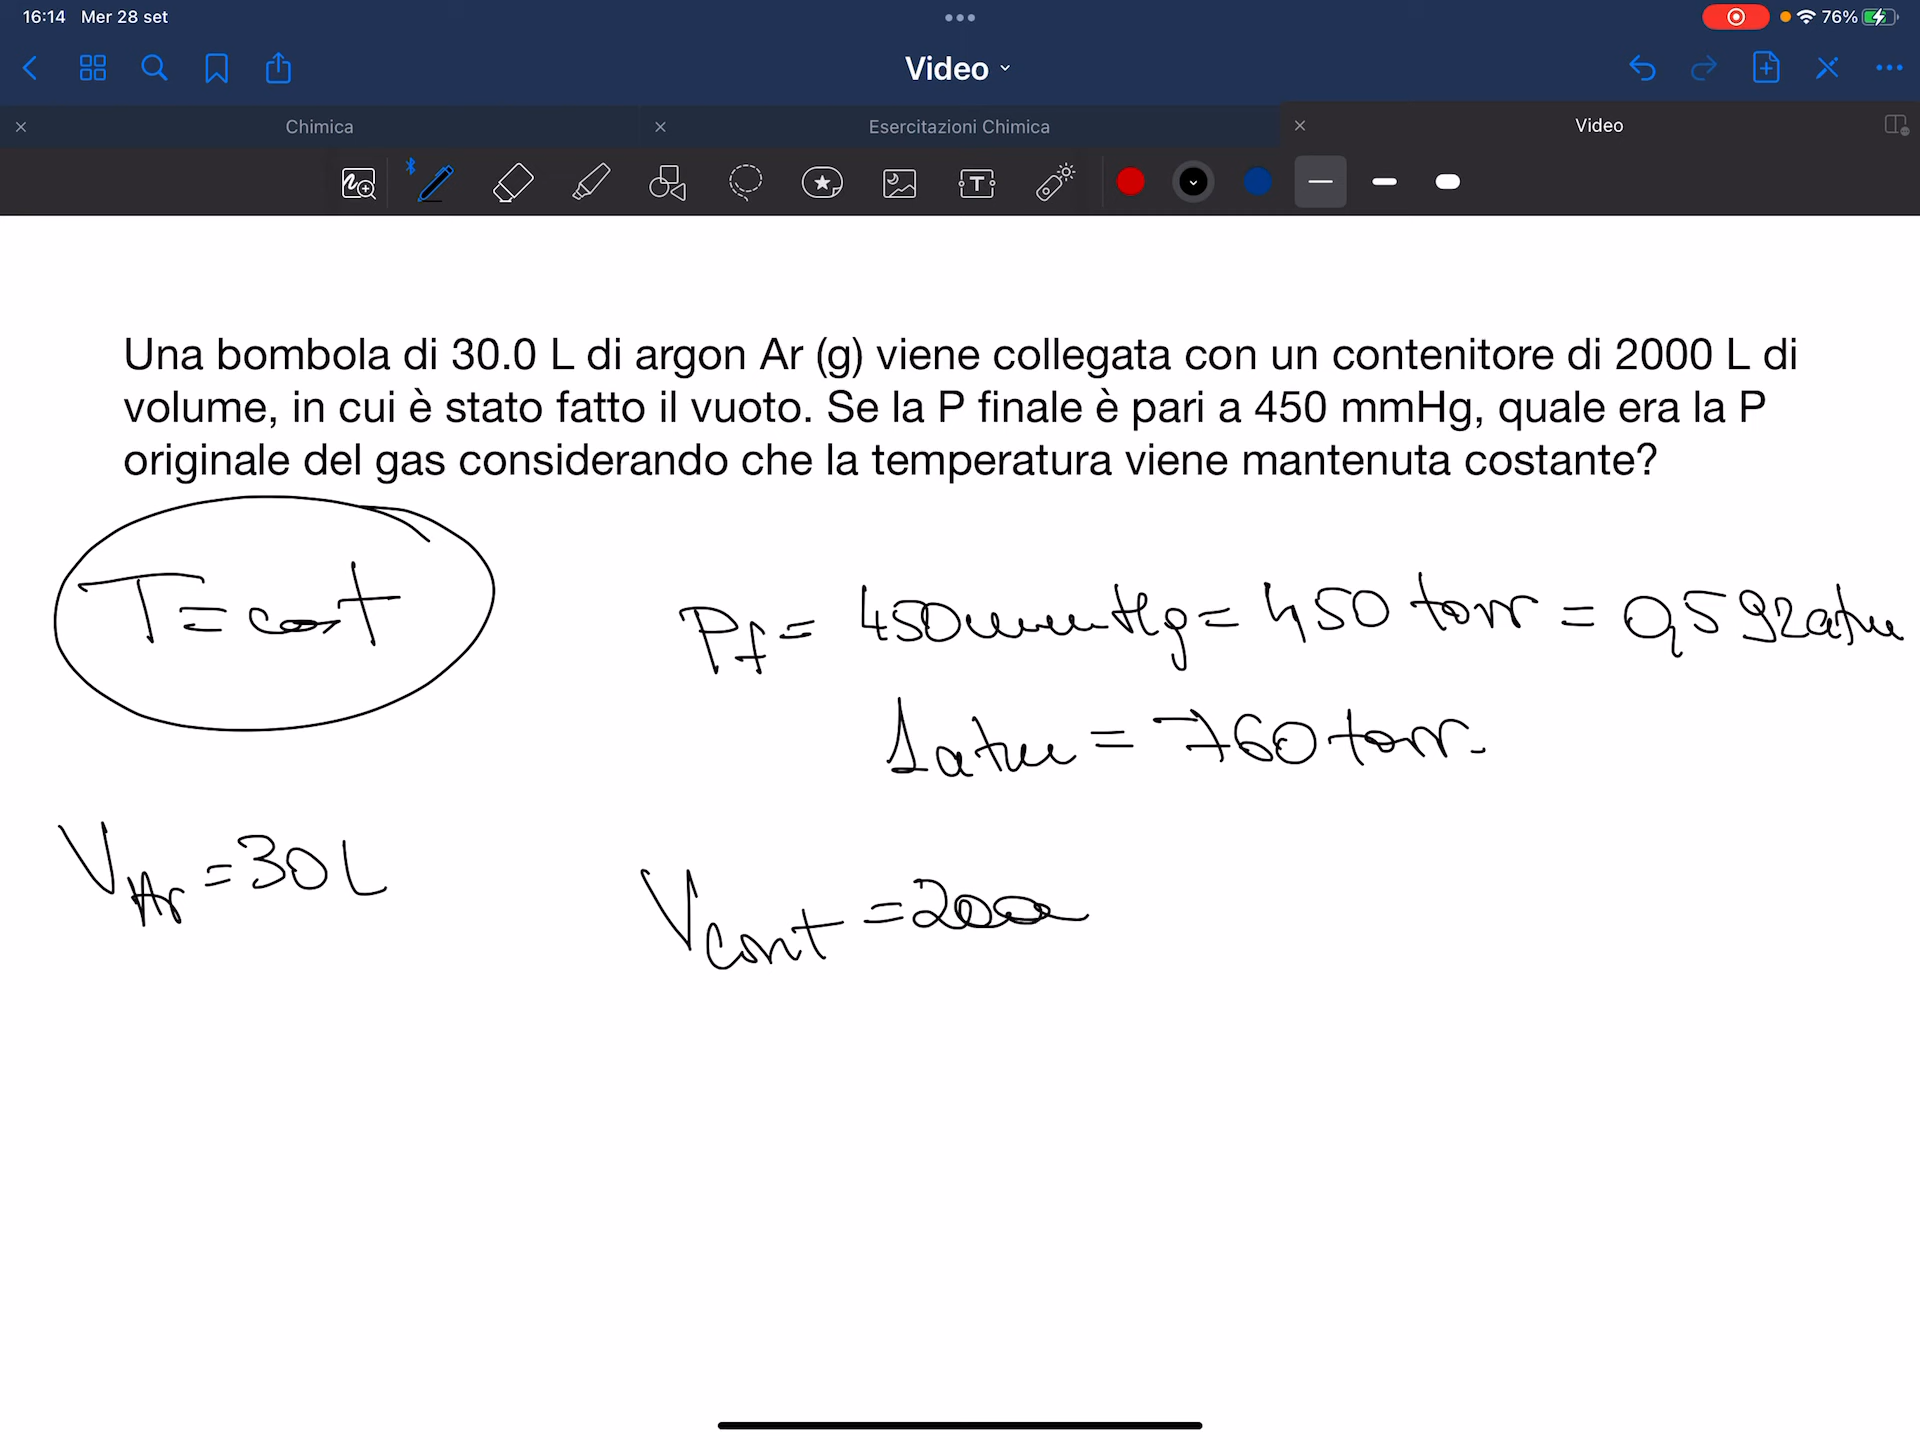 16:14 Mer 28 set
76%
Video
Chimica
Esercitazioni Chimica
Video
T
Una bombola di 30.0 L di argon Ar (g) viene collegata con un contenitore di 2000 L di
volume, in cui è stato fatto il vuoto. Se la P finale è pari a 450 mmHg, quale era la P
originale del gas considerando che la temperatura viene mantenuta costante?
T = cost
Pf = 450 mmHg = 450 torr = 0,592 atm
1 atm = 760 torr.
VAr = 30 L
Vcont = 2000